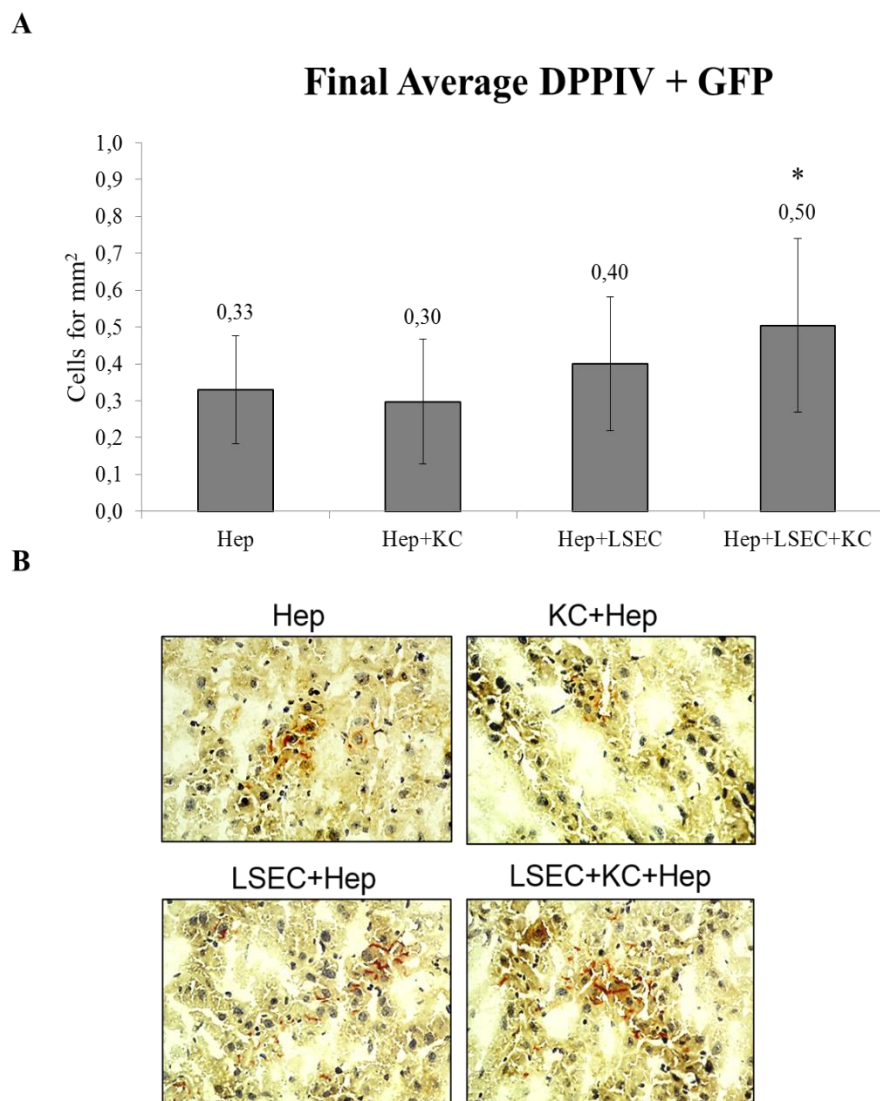 A
Final Average DPPIV + GFP
Cells for mm²
1,0
0,9
0,8
0,7
0,6
0,5
0,4
0,3
0,2
0,1
0,0
0,33
0,30
0,40
*
0,50
Hep
Hep+KC
Hep+LSEC
Hep+LSEC+KC
B
Hep
KC+Hep
LSEC+Hep
LSEC+KC+Hep